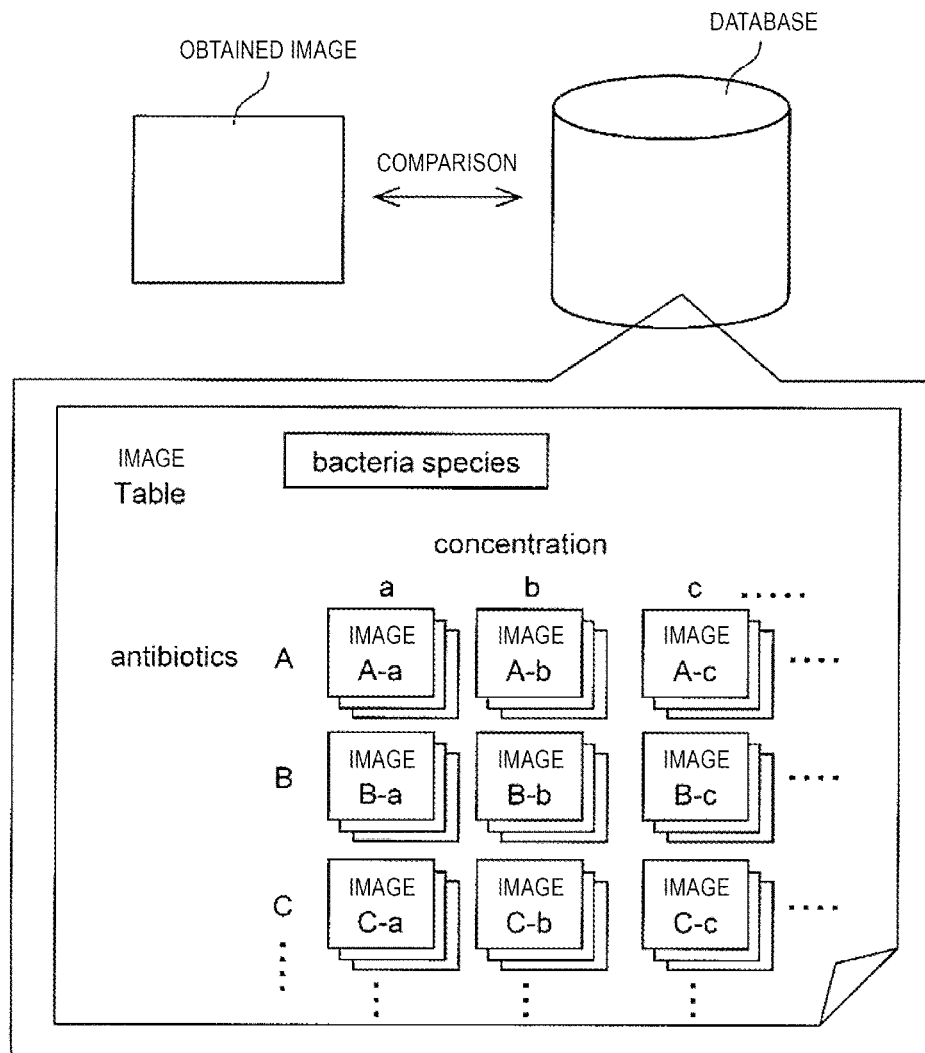 DATABASE
OBTAINED IMAGE
COMPARISON
IMAGE
Table
bacteria species
concentration
a b c .....
antibiotics A IMAGE A-a IMAGE A-b IMAGE A-c ....
B IMAGE B-a IMAGE B-b IMAGE B-c ....
C IMAGE C-a IMAGE C-b IMAGE C-c ....